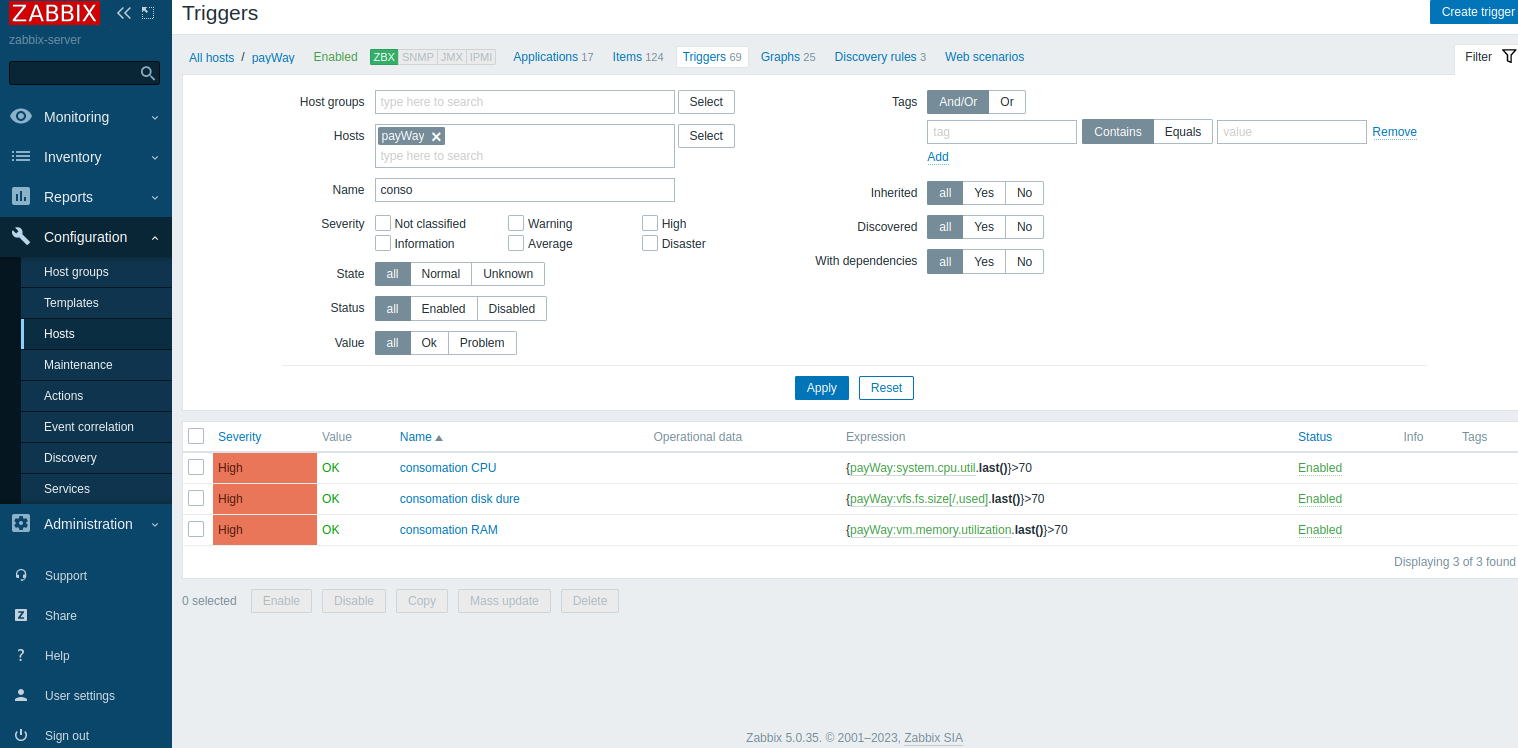 ZABBIX
zabbix-server
Monitoring
Inventory
Reports
Configuration
Host groups
Templates
Hosts
Maintenance
Actions
Event correlation
Discovery
Services
Administration
Support
Share
Help
User settings
Sign out
Triggers
Create trigger
All hosts / payWay Enabled ZBX SNMP JMX IPMI Applications 17 Items 124 Triggers 69 Graphs 25 Discovery rules 3 Web scenarios
Filter
Host groups type here to search Select
Hosts payWay Select
type here to search
Name conso
Severity Not classified Warning High
Information Average Disaster
State all Normal Unknown
Status all Enabled Disabled
Value all Ok Problem
Tags And/Or Or
tag Contains Equals value Remove
Add
Inherited all Yes No
Discovered all Yes No
With dependencies all Yes No
Apply Reset
Severity Value Name Operational data Expression Status Info Tags
High OK consomation CPU {payWay:system.cpu.util.last()}>70 Enabled
High OK consomation disk dure {payWay:vfs.fs.size[/,used].last()}>70 Enabled
High OK consomation RAM {payWay:vm.memory.utilization.last()}>70 Enabled
Displaying 3 of 3 found
0 selected Enable Disable Copy Mass update Delete
Zabbix 5.0.35. © 2001–2023, Zabbix SIA